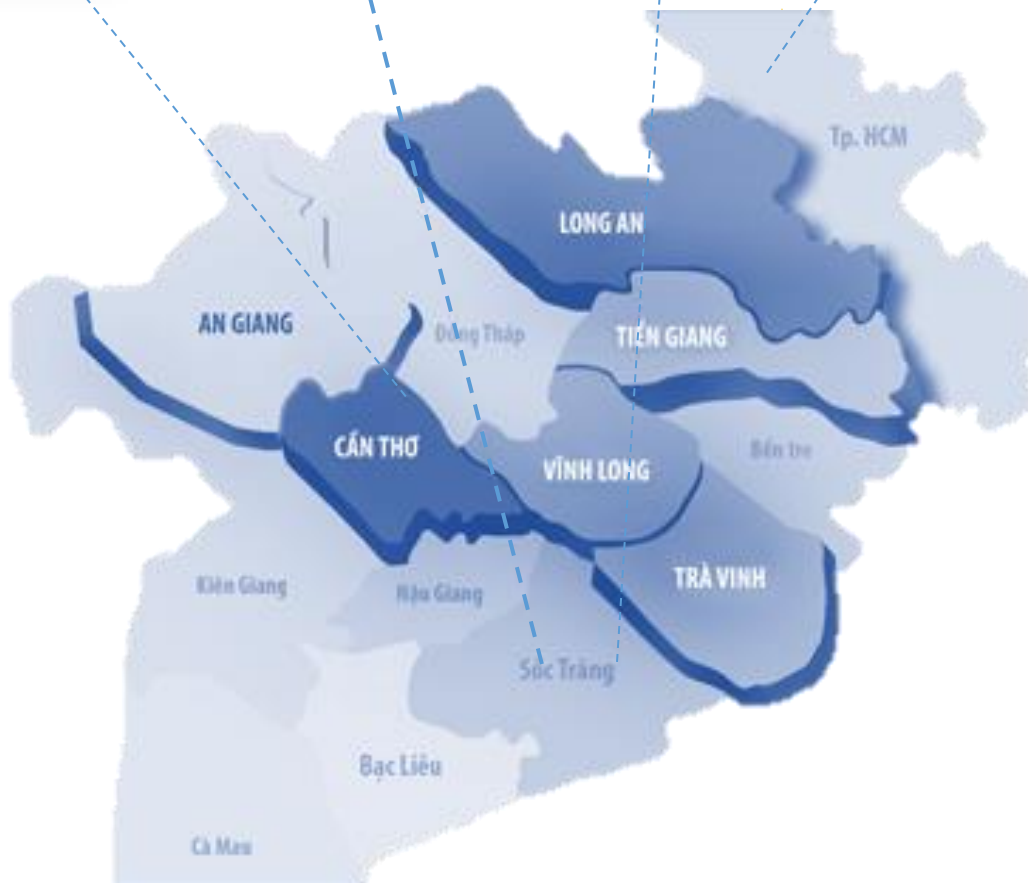 Tp. HCM
LONG AN
AN GIANG
Đồng Tháp
TIỀN GIANG
CẦN THƠ
VĨNH LONG
Bến tre
TRÀ VINH
Kiên Giang
Hậu Giang
Sóc Trăng
Bạc Liêu
Cà Mau